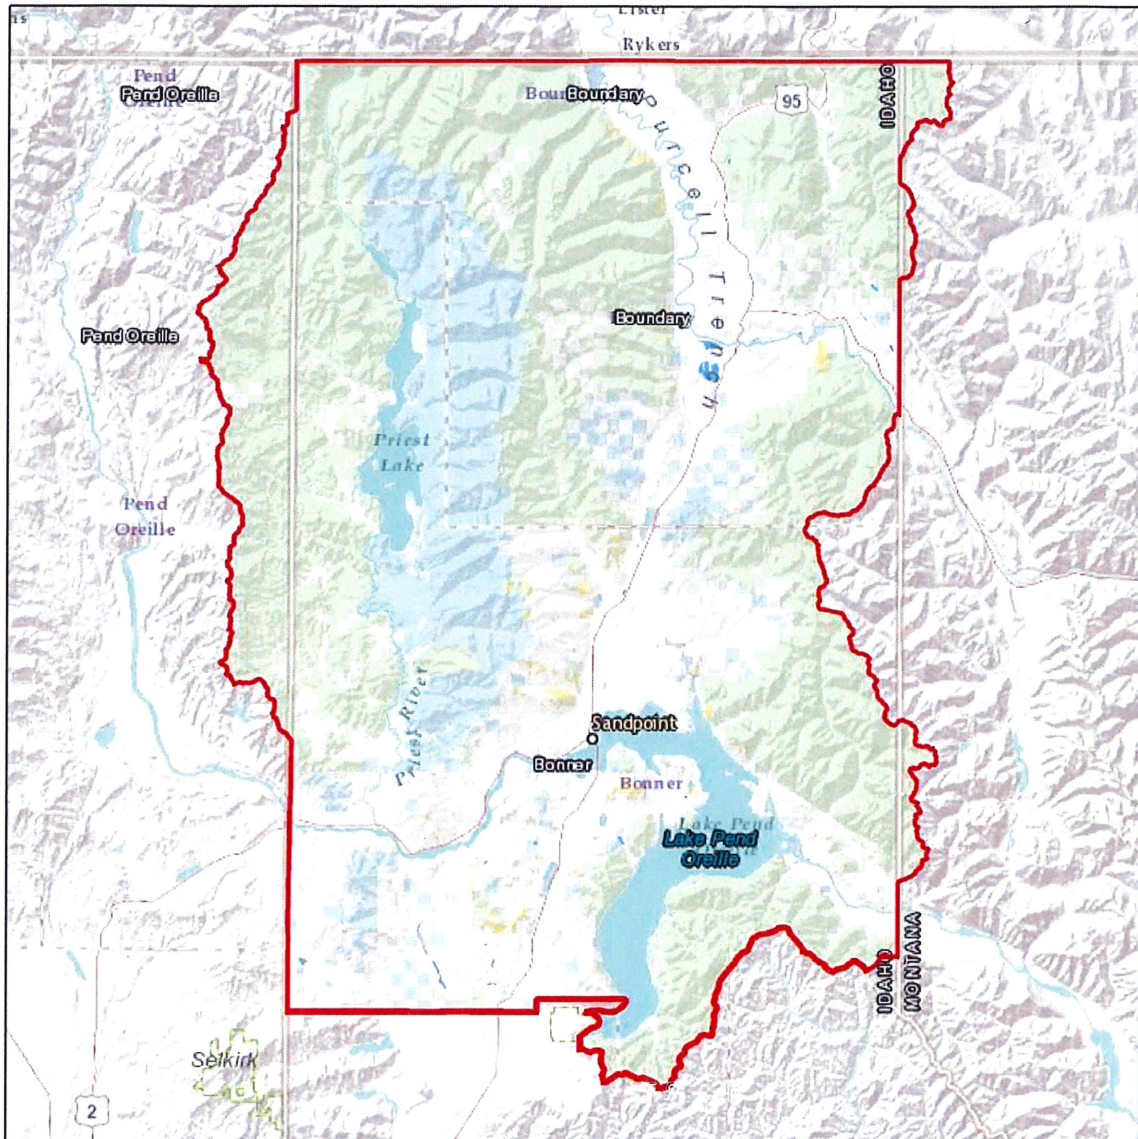 Lister
Rykers
Pend
Oreille
Pend Oreille
Boundary
95
IDAHO
Purcell Trench
Boundary
Pend Oreille
Priest
Lake
Pend
Oreille
Priest River
Sandpoint
Bonner
Bonner
Lake Pend
Lake Pend
Oreille
IDAHO
MONTANA
Selkirk
2